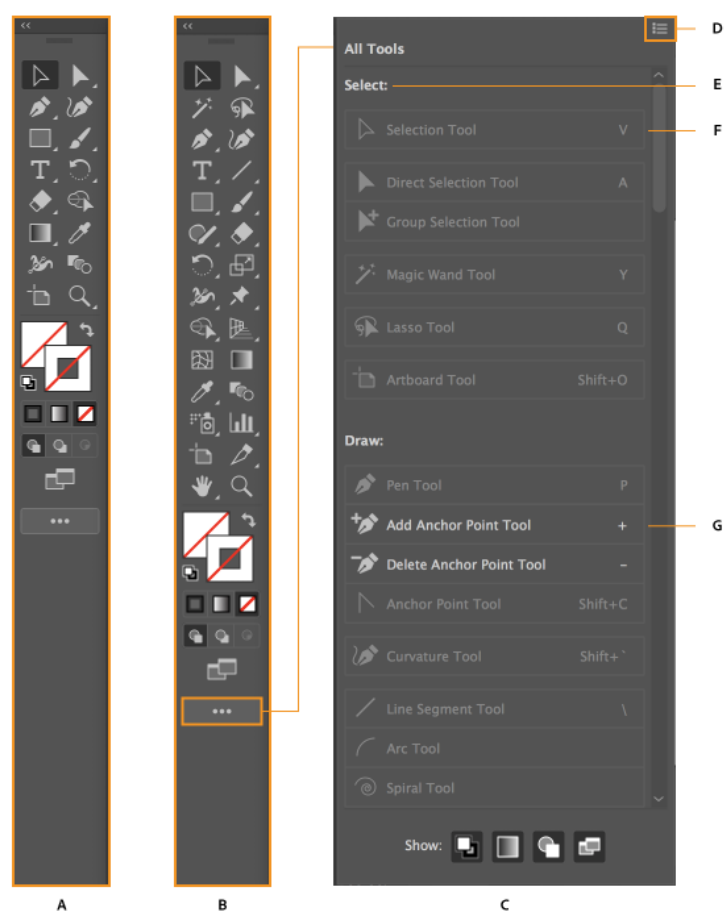 All Tools
D
Select:
E
Selection Tool V
F
Direct Selection Tool A
Group Selection Tool
Magic Wand Tool Y
Lasso Tool Q
Artboard Tool Shift+O
Draw:
Pen Tool P
Add Anchor Point Tool +
G
Delete Anchor Point Tool -
Anchor Point Tool Shift+C
Curvature Tool Shift+`
Line Segment Tool \
Arc Tool
Spiral Tool
Show:
A
B
C